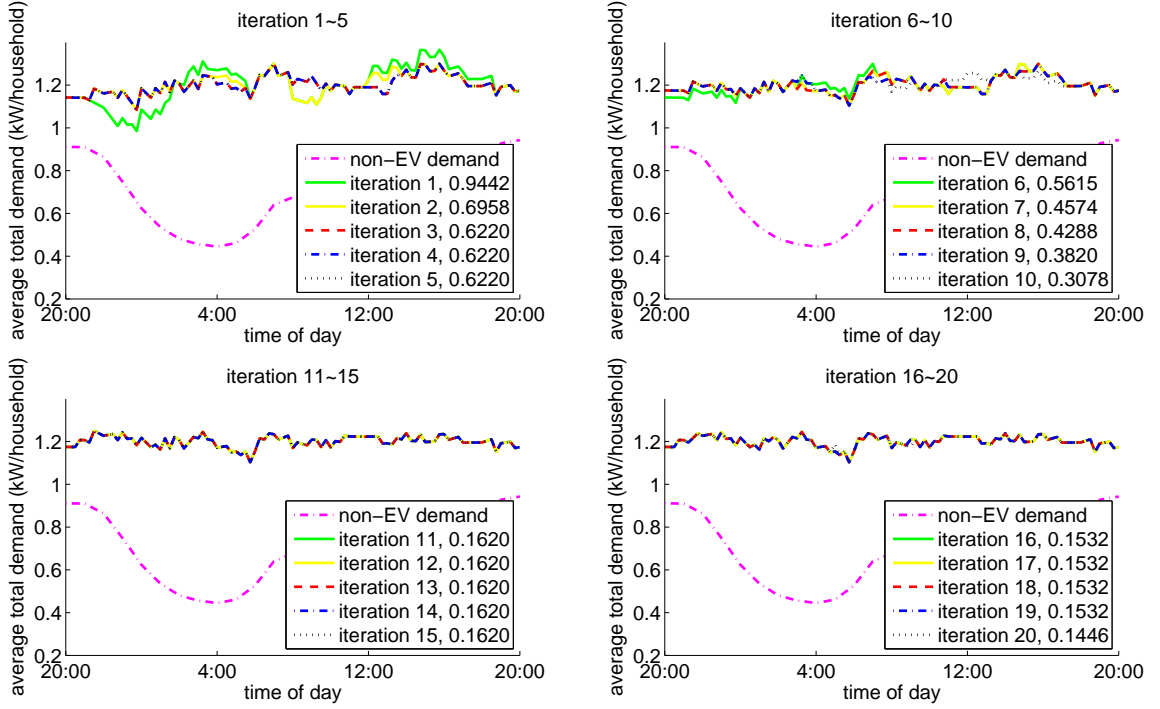 iteration 1~5
average total demand (kW/household)
1.2
1
0.8
0.6
0.4
0.2
20:00 4:00 12:00 20:00
time of day
non−EV demand
iteration 1, 0.9442
iteration 2, 0.6958
iteration 3, 0.6220
iteration 4, 0.6220
iteration 5, 0.6220
iteration 6~10
average total demand (kW/household)
1.2
1
0.8
0.6
0.4
0.2
20:00 4:00 12:00 20:00
time of day
non−EV demand
iteration 6, 0.5615
iteration 7, 0.4574
iteration 8, 0.4288
iteration 9, 0.3820
iteration 10, 0.3078
iteration 11~15
average total demand (kW/household)
1.2
1
0.8
0.6
0.4
0.2
20:00 4:00 12:00 20:00
time of day
non−EV demand
iteration 11, 0.1620
iteration 12, 0.1620
iteration 13, 0.1620
iteration 14, 0.1620
iteration 15, 0.1620
iteration 16~20
average total demand (kW/household)
1.2
1
0.8
0.6
0.4
0.2
20:00 4:00 12:00 20:00
time of day
non−EV demand
iteration 16, 0.1532
iteration 17, 0.1532
iteration 18, 0.1532
iteration 19, 0.1532
iteration 20, 0.1446